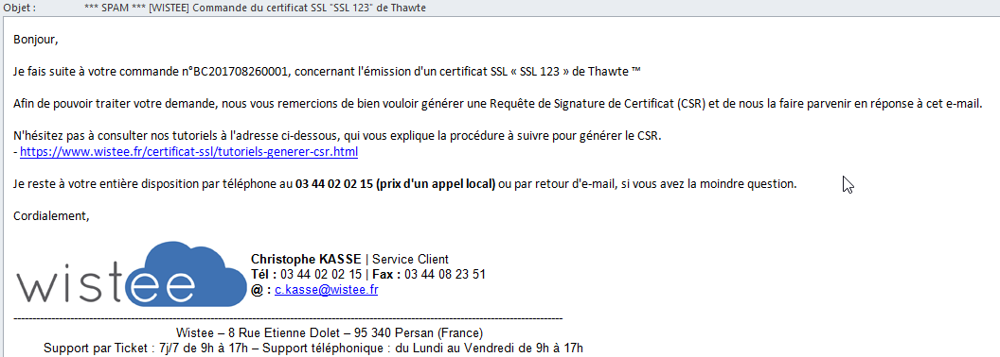 Objet : *** SPAM *** [WISTEE] Commande du certificat SSL "SSL 123" de Thawte
Bonjour,
Je fais suite à votre commande n°BC201708260001, concernant l'émission d'un certificat SSL « SSL 123 » de Thawte ™
Afin de pouvoir traiter votre demande, nous vous remercions de bien vouloir générer une Requête de Signature de Certificat (CSR) et de nous la faire parvenir en réponse à cet e-mail.
N'hésitez pas à consulter nos tutoriels à l'adresse ci-dessous, qui vous explique la procédure à suivre pour générer le CSR.
- https://www.wistee.fr/certificat-ssl/tutoriels-generer-csr.html
Je reste à votre entière disposition par téléphone au 03 44 02 02 15 (prix d'un appel local) ou par retour d'e-mail, si vous avez la moindre question.
Cordialement,
wistee
Christophe KASSE | Service Client
Tél : 03 44 02 02 15 | Fax : 03 44 08 23 51
@ : c.kasse@wistee.fr
Wistee – 8 Rue Etienne Dolet – 95 340 Persan (France)
Support par Ticket : 7j/7 de 9h à 17h – Support téléphonique : du Lundi au Vendredi de 9h à 17h